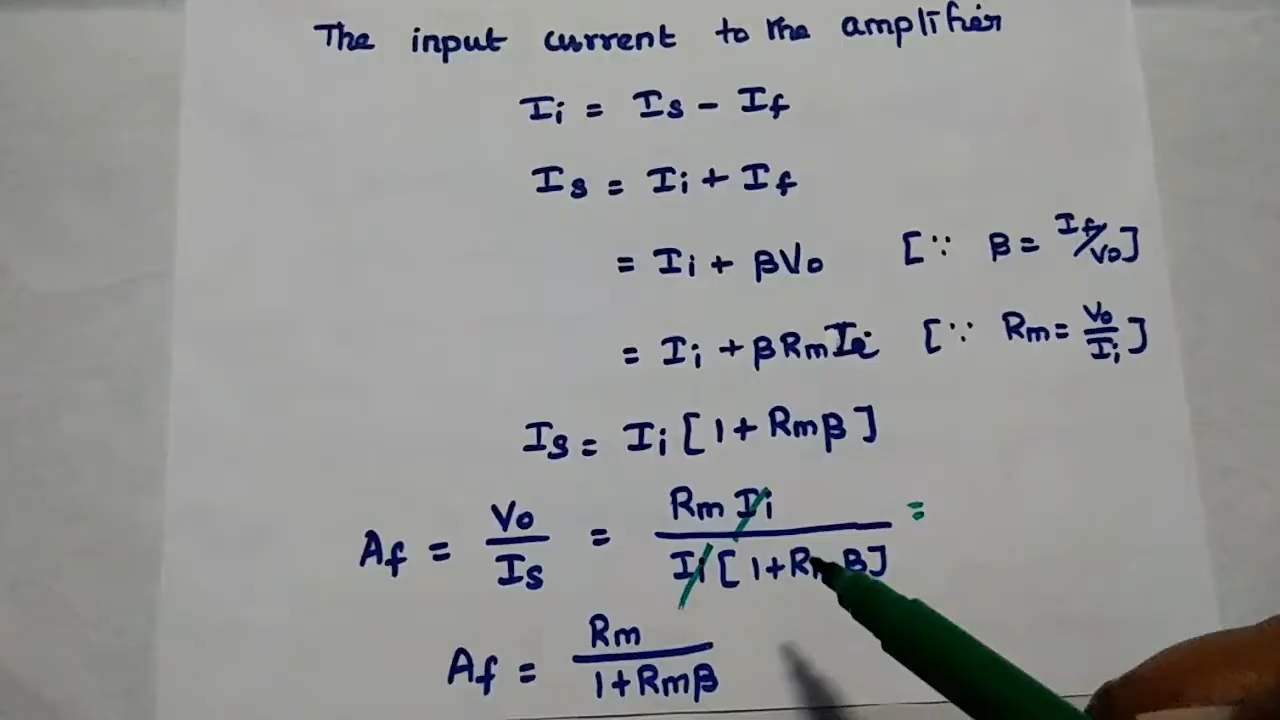 The input current to the amplifier
Ii = Is - If
Is = Ii + If
= Ii + βVo [∵ β = If/Vo]
= Ii + βRmIi [∵ Rm = Vo/Ii]
Is = Ii [1 + Rmβ]
Af = Vo/Is = RmIi / Ii[1+RmB] =
Af = Rm / 1+Rmβ